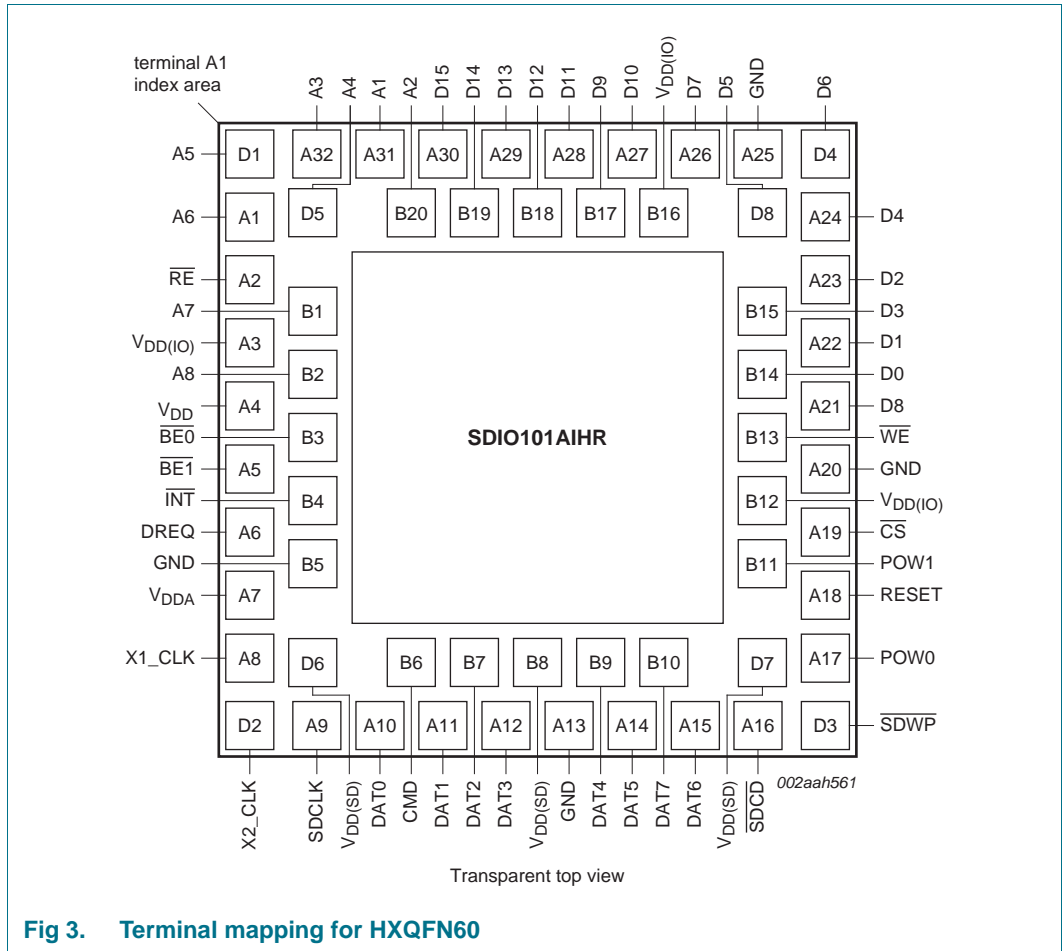 terminal A1
index area
A3
A4
A1
A2
D15
D14
D13
D12
D11
D9
D10
VDD(IO)
D7
D5
GND
D6
A5
D1
A32
A31
A30
A29
A28
A27
A26
A25
D4
D5
B20
B19
B18
B17
B16
D8
A6
A1
A24
D4
RE
A2
A23
D2
A7
B1
B15
D3
VDD(IO)
A3
A22
D1
A8
B2
B14
D0
VDD
A4
A21
D8
BE0
B3
SDIO101AIHR
B13
WE
BE1
A5
A20
GND
INT
B4
B12
VDD(IO)
DREQ
A6
A19
CS
GND
B5
B11
POW1
VDDA
A7
A18
RESET
X1_CLK
A8
D6
B6
B7
B8
B9
B10
D7
A17
POW0
D2
A9
A10
A11
A12
A13
A14
A15
A16
D3
SDWP
X2_CLK
SDCLK
VDD(SD)
DAT0
CMD
DAT1
DAT2
DAT3
VDD(SD)
GND
DAT4
DAT5
DAT7
DAT6
VDD(SD)
SDCD
002aah561
Transparent top view
Fig 3. Terminal mapping for HXQFN60